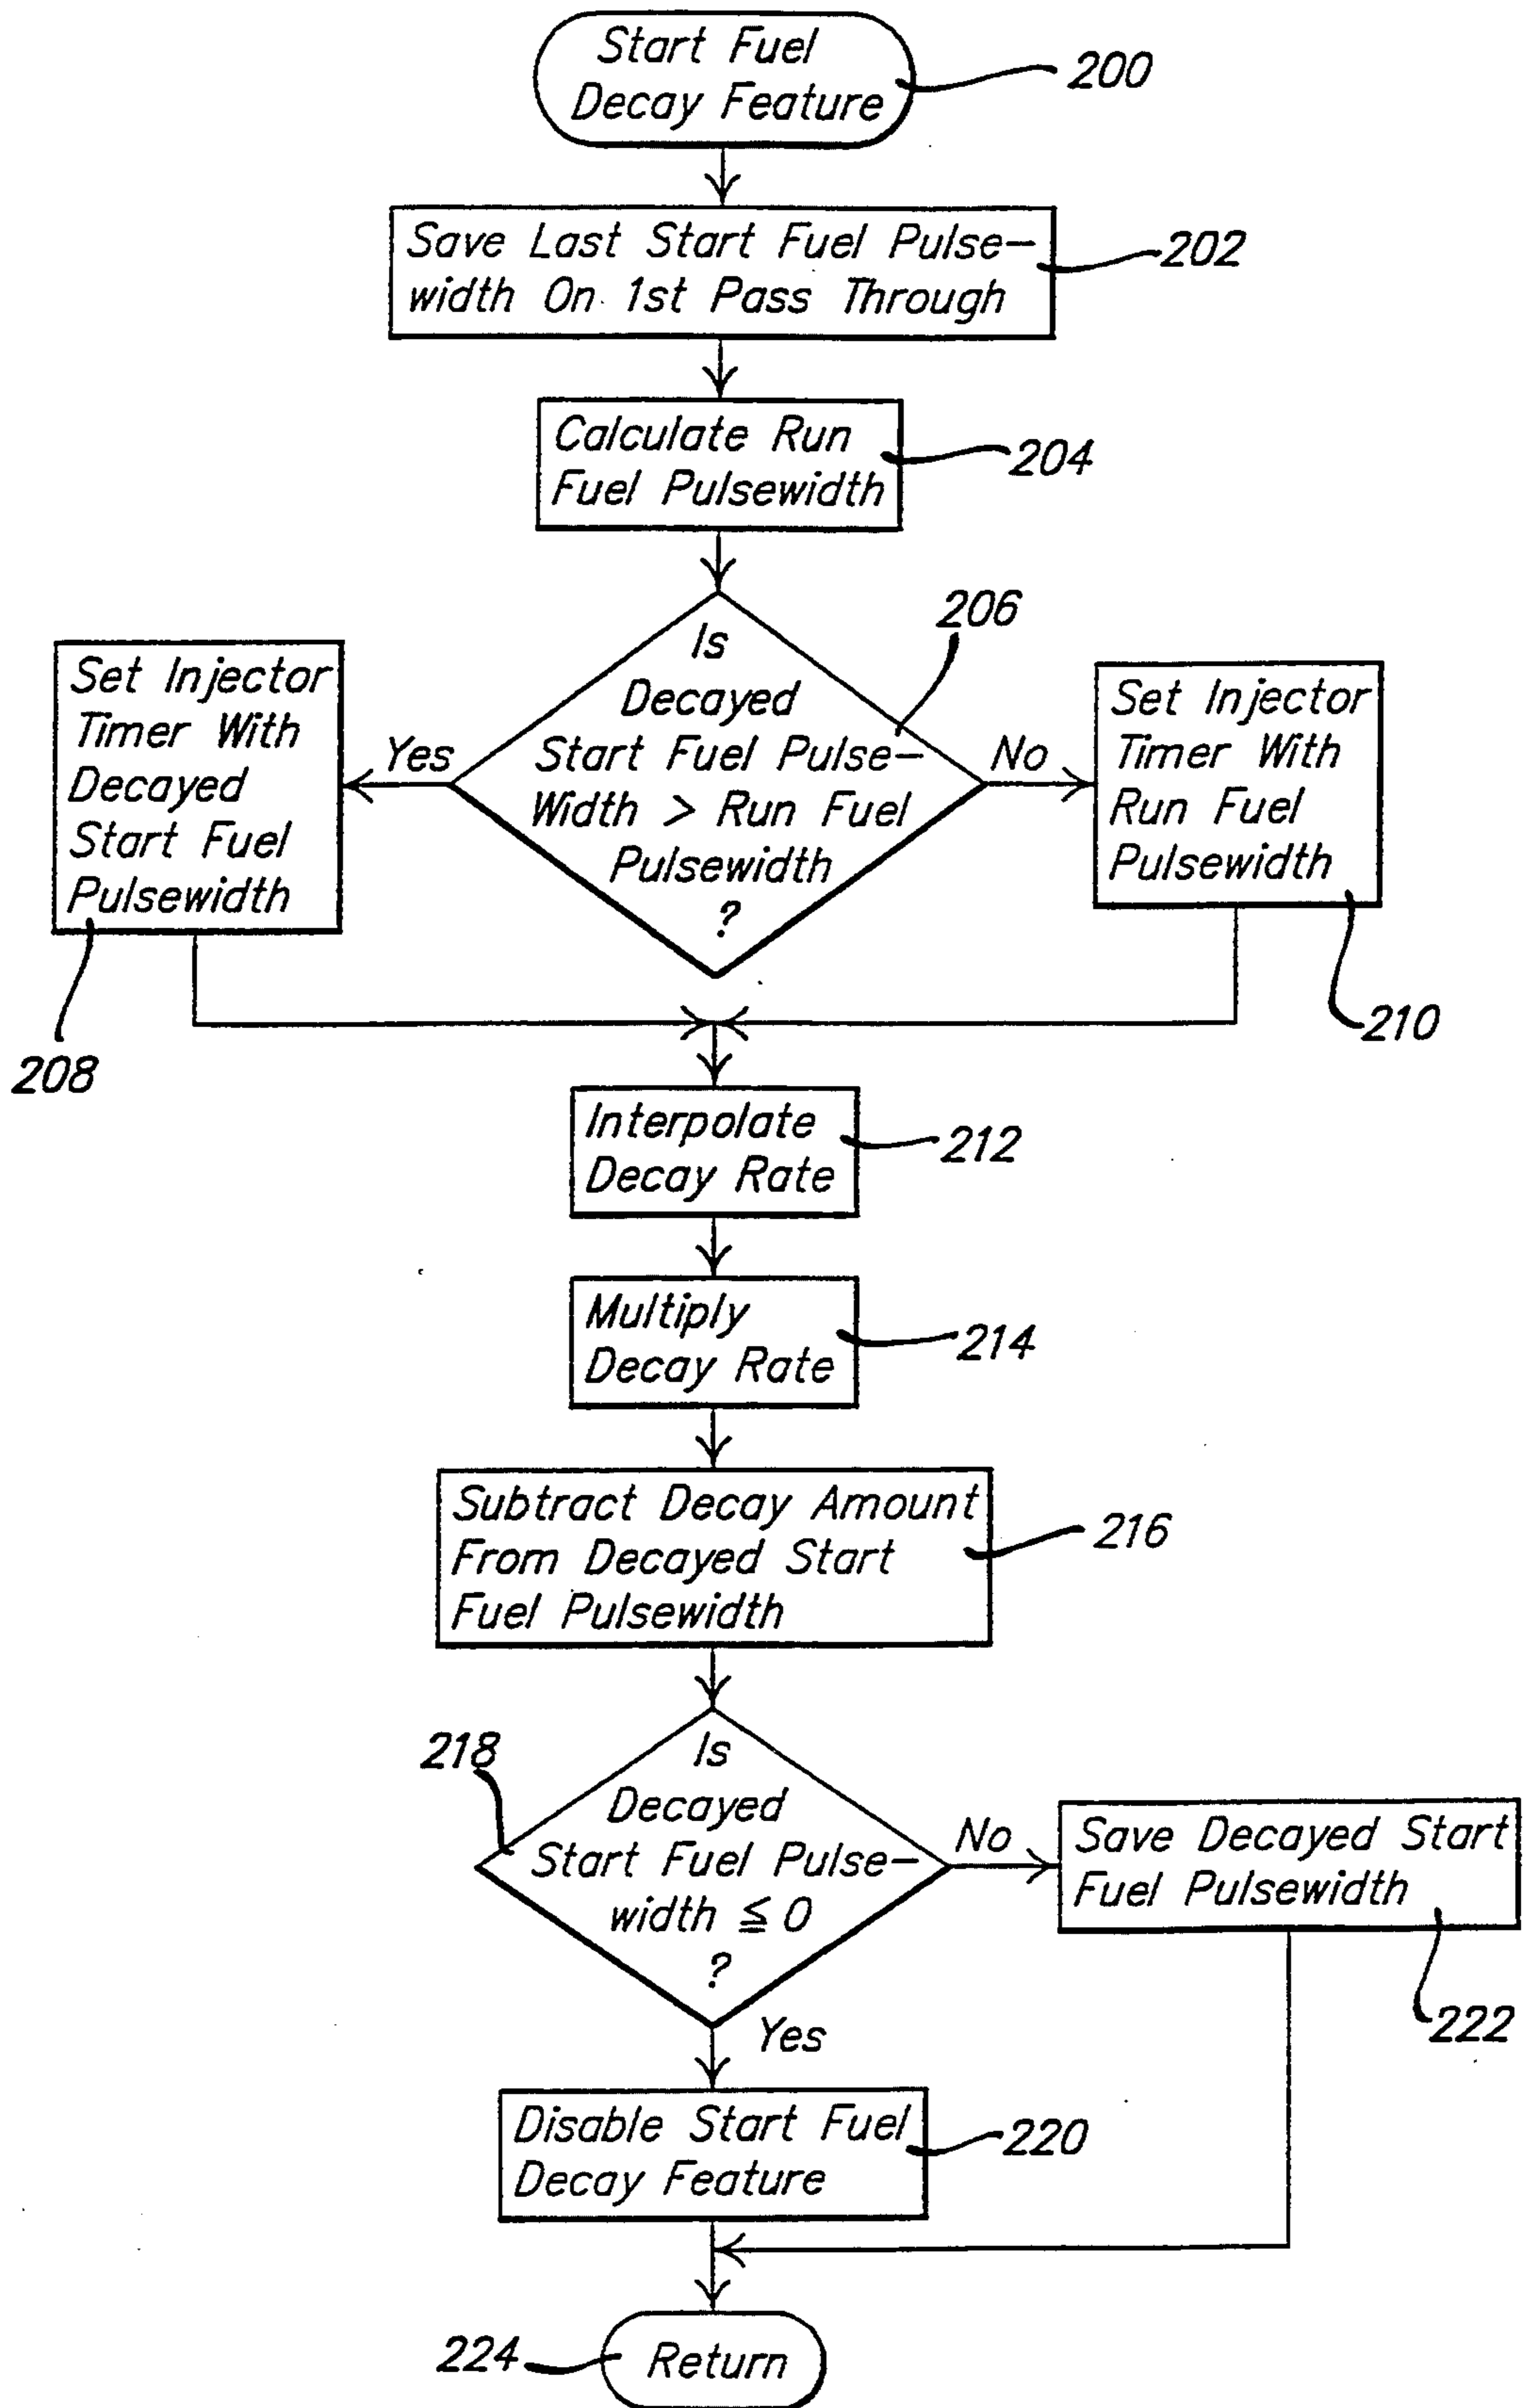 Start Fuel
Decay Feature
200
Save Last Start Fuel Pulse-
width On 1st Pass Through
202
Calculate Run
Fuel Pulsewidth
204
206
Is
Decayed
Start Fuel Pulse-
Width > Run Fuel
Pulsewidth
?
Yes
No
Set Injector
Timer With
Decayed
Start Fuel
Pulsewidth
208
Set Injector
Timer With
Run Fuel
Pulsewidth
210
Interpolate
Decay Rate
212
Multiply
Decay Rate
214
Subtract Decay Amount
From Decayed Start
Fuel Pulsewidth
216
218
Is
Decayed
Start Fuel Pulse-
width ≦ 0
?
No
Save Decayed Start
Fuel Pulsewidth
222
Yes
Disable Start Fuel
Decay Feature
220
224
Return